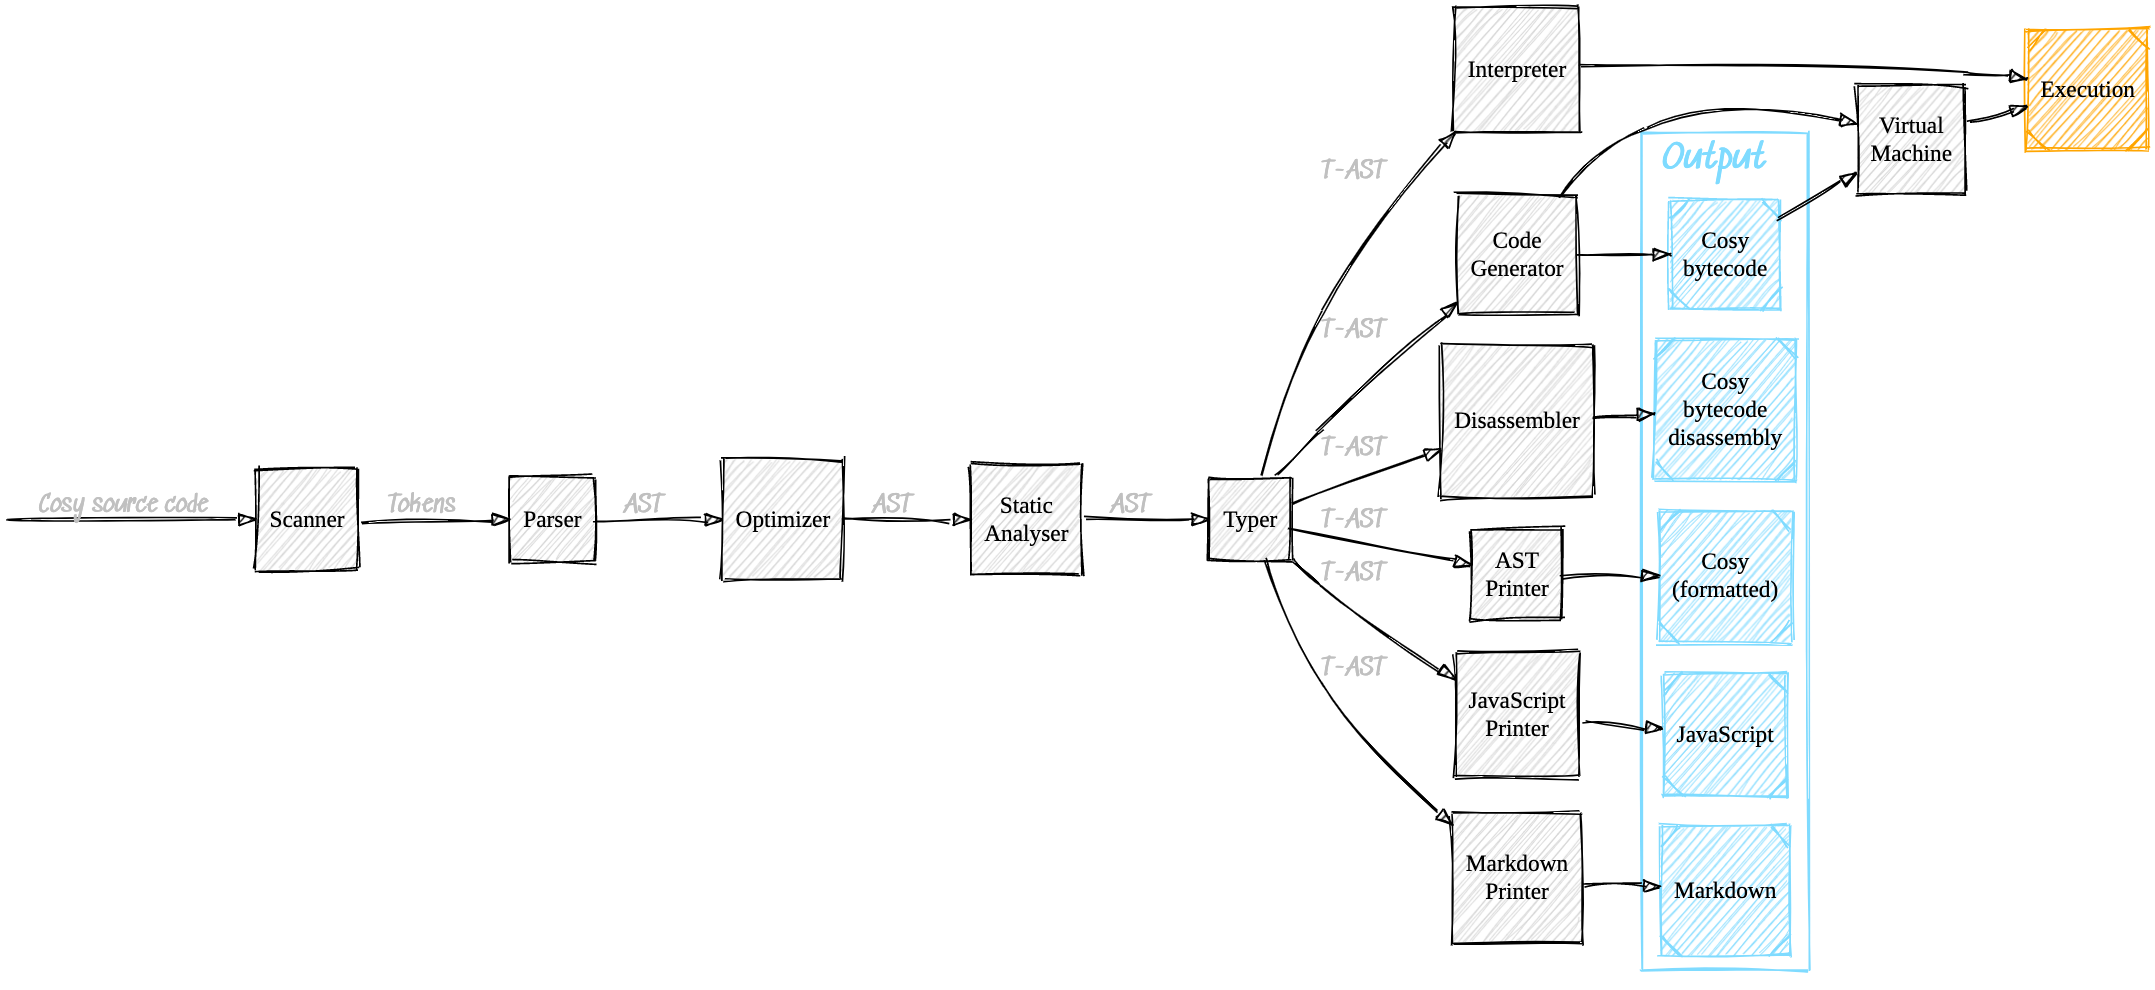 Cosy source code
Scanner
Tokens
Parser
AST
Optimizer
AST
Static
Analyser
AST
Typer
T-AST
T-AST
T-AST
T-AST
T-AST
T-AST
Interpreter
Code
Generator
Disassembler
AST
Printer
JavaScript
Printer
Markdown
Printer
Output
Cosy
bytecode
Cosy
bytecode
disassembly
Cosy
(formatted)
JavaScript
Markdown
Virtual
Machine
Execution